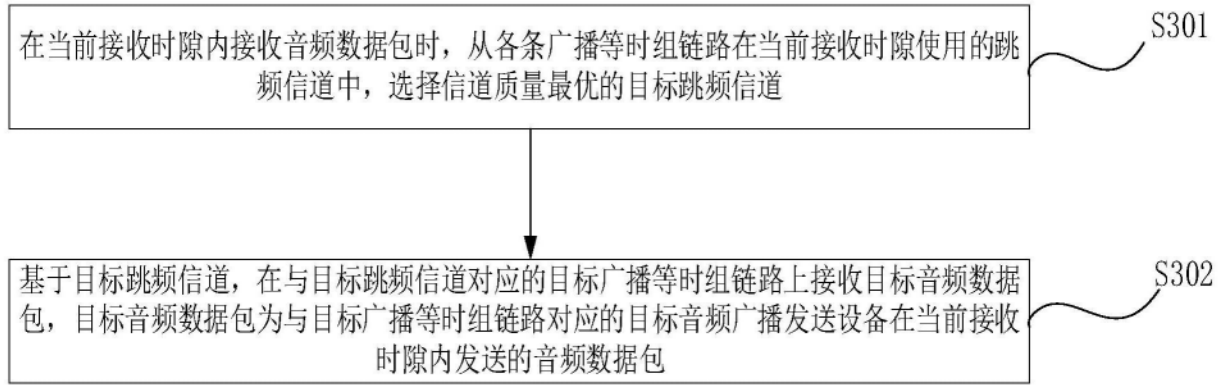 在当前接收时隙内接收音频数据包时，从各条广播等时组链路在当前接收时隙使用的跳
频信道中，选择信道质量最优的目标跳频信道
S301
基于目标跳频信道，在与目标跳频信道对应的目标广播等时组链路上接收目标音频数据
包，目标音频数据包为与目标广播等时组链路对应的目标音频广播发送设备在当前接收
时隙内发送的音频数据包
S302